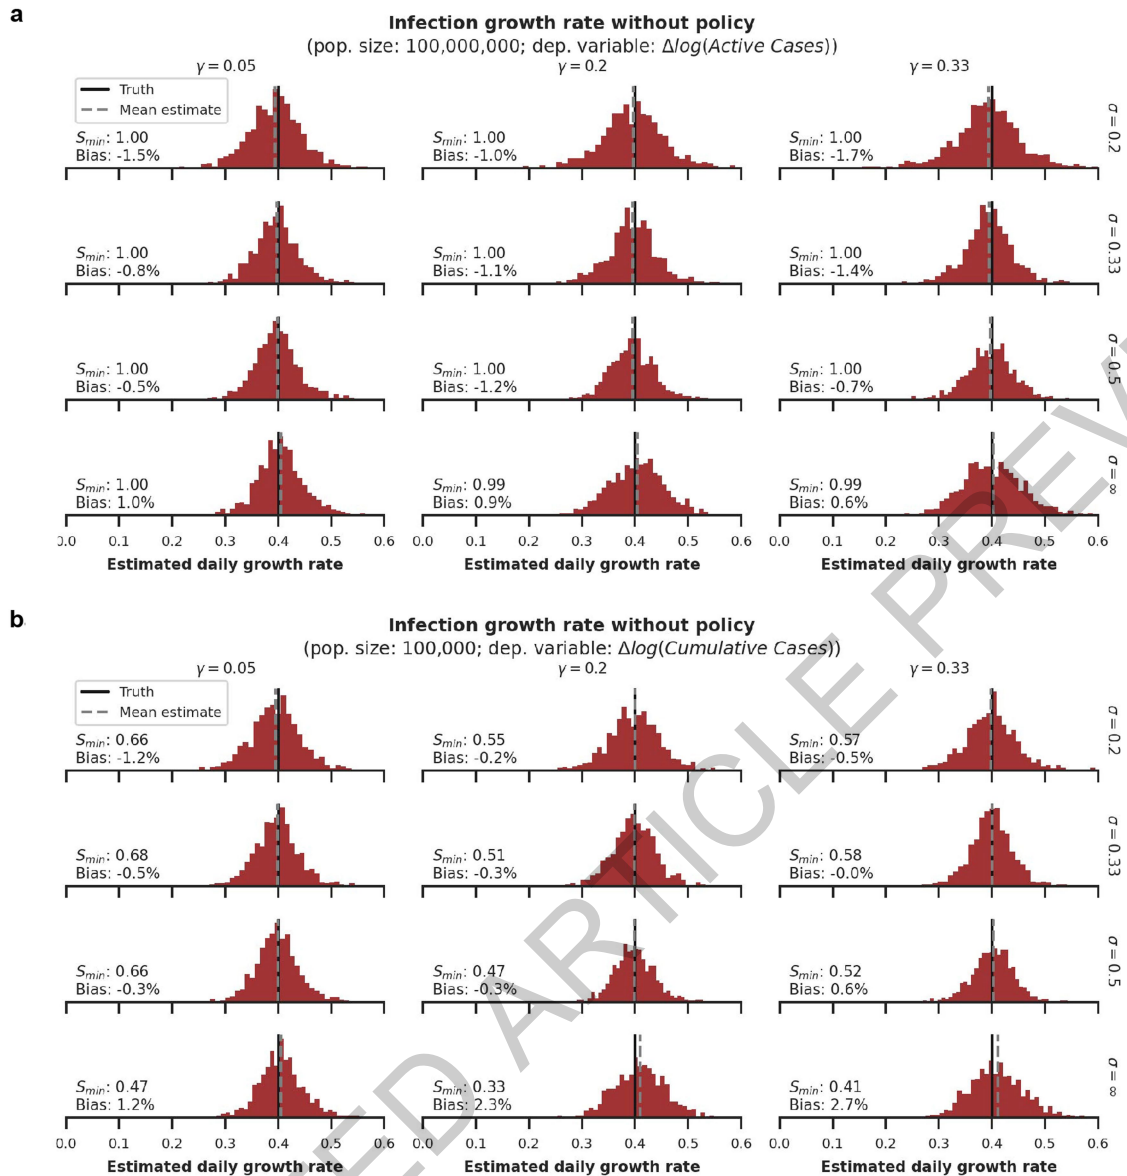 a
Infection growth rate without policy
(pop. size: 100,000,000; dep. variable: Δlog(Active Cases))
γ = 0.05 γ = 0.2 γ = 0.33
Truth
Mean estimate
S_min: 1.00 S_min: 1.00 S_min: 1.00 σ = 0.2
Bias: -1.5% Bias: -1.0% Bias: -1.7%
S_min: 1.00 S_min: 1.00 S_min: 1.00 σ = 0.33
Bias: -0.8% Bias: -1.1% Bias: -1.4%
S_min: 1.00 S_min: 1.00 S_min: 1.00 σ = 0.5
Bias: -0.5% Bias: -1.2% Bias: -0.7%
S_min: 1.00 S_min: 0.99 S_min: 0.99 σ = ∞
Bias: 1.0% Bias: 0.9% Bias: 0.6%
0.1 0.2 0.3 0.4 0.5 0.6 0.0 0.1 0.2 0.3 0.4 0.5 0.6 0.0 0.1 0.2 0.3 0.4 0.5 0.6
Estimated daily growth rate Estimated daily growth rate Estimated daily growth rate
b
Infection growth rate without policy
(pop. size: 100,000; dep. variable: Δlog(Cumulative Cases))
γ = 0.05 γ = 0.2 γ = 0.33
Truth
Mean estimate
S_min: 0.66 S_min: 0.55 S_min: 0.57 σ = 0.2
Bias: -1.2% Bias: -0.2% Bias: -0.5%
S_min: 0.68 S_min: 0.51 S_min: 0.58 σ = 0.33
Bias: -0.5% Bias: -0.3% Bias: -0.0%
S_min: 0.66 S_min: 0.47 S_min: 0.52 σ = 0.5
Bias: -0.3% Bias: -0.3% Bias: 0.6%
S_min: 0.47 S_min: 0.33 S_min: 0.41 σ = ∞
Bias: 1.2% Bias: 2.3% Bias: 2.7%
0.0 0.1 0.2 0.3 0.4 0.5 0.6 0.0 0.1 0.2 0.3 0.4 0.5 0.6 0.0 0.1 0.2 0.3 0.4 0.5 0.6
Estimated daily growth rate Estimated daily growth rate Estimated daily growth rate
TED ARTICLE PREV